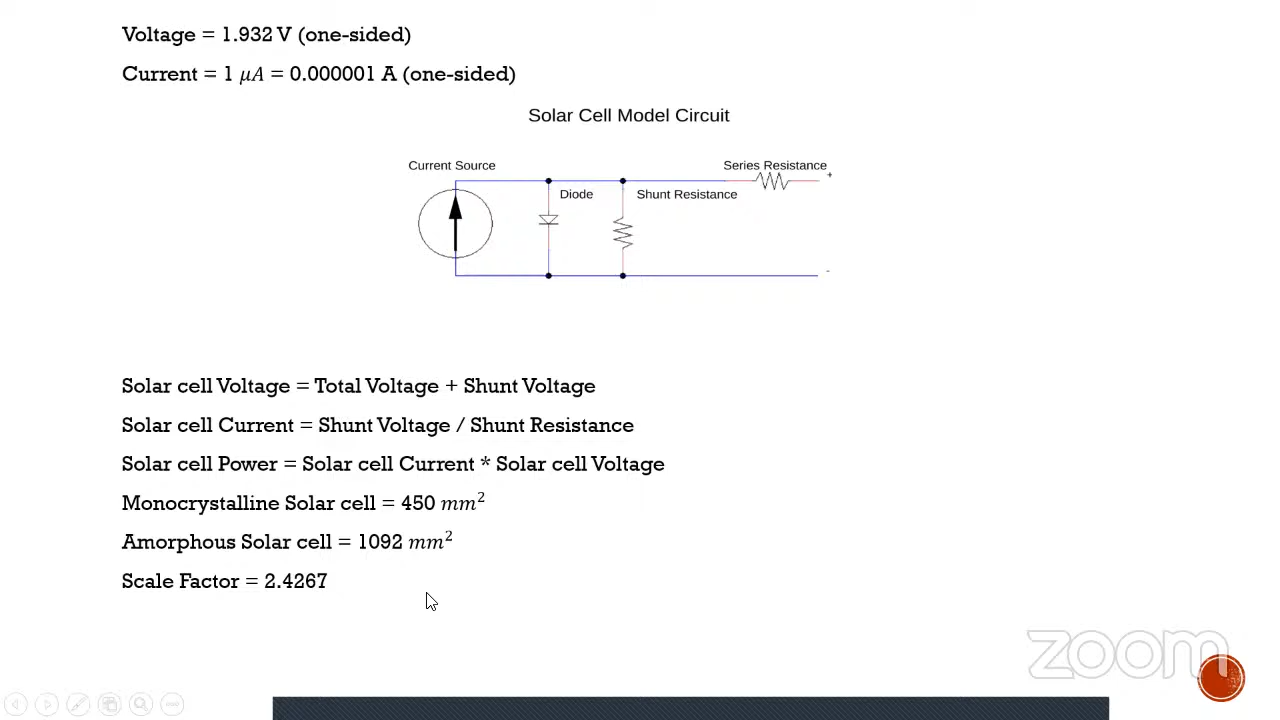 Voltage = 1.932 V (one-sided)
Current = 1 𝜇𝐴 = 0.000001 A (one-sided)
Solar Cell Model Circuit
Current Source
Series Resistance
+
Diode
Shunt Resistance
-
Solar cell Voltage = Total Voltage + Shunt Voltage
Solar cell Current = Shunt Voltage / Shunt Resistance
Solar cell Power = Solar cell Current * Solar cell Voltage
Monocrystalline Solar cell = 450 𝑚𝑚²
Amorphous Solar cell = 1092 𝑚𝑚²
Scale Factor = 2.4267
zoom